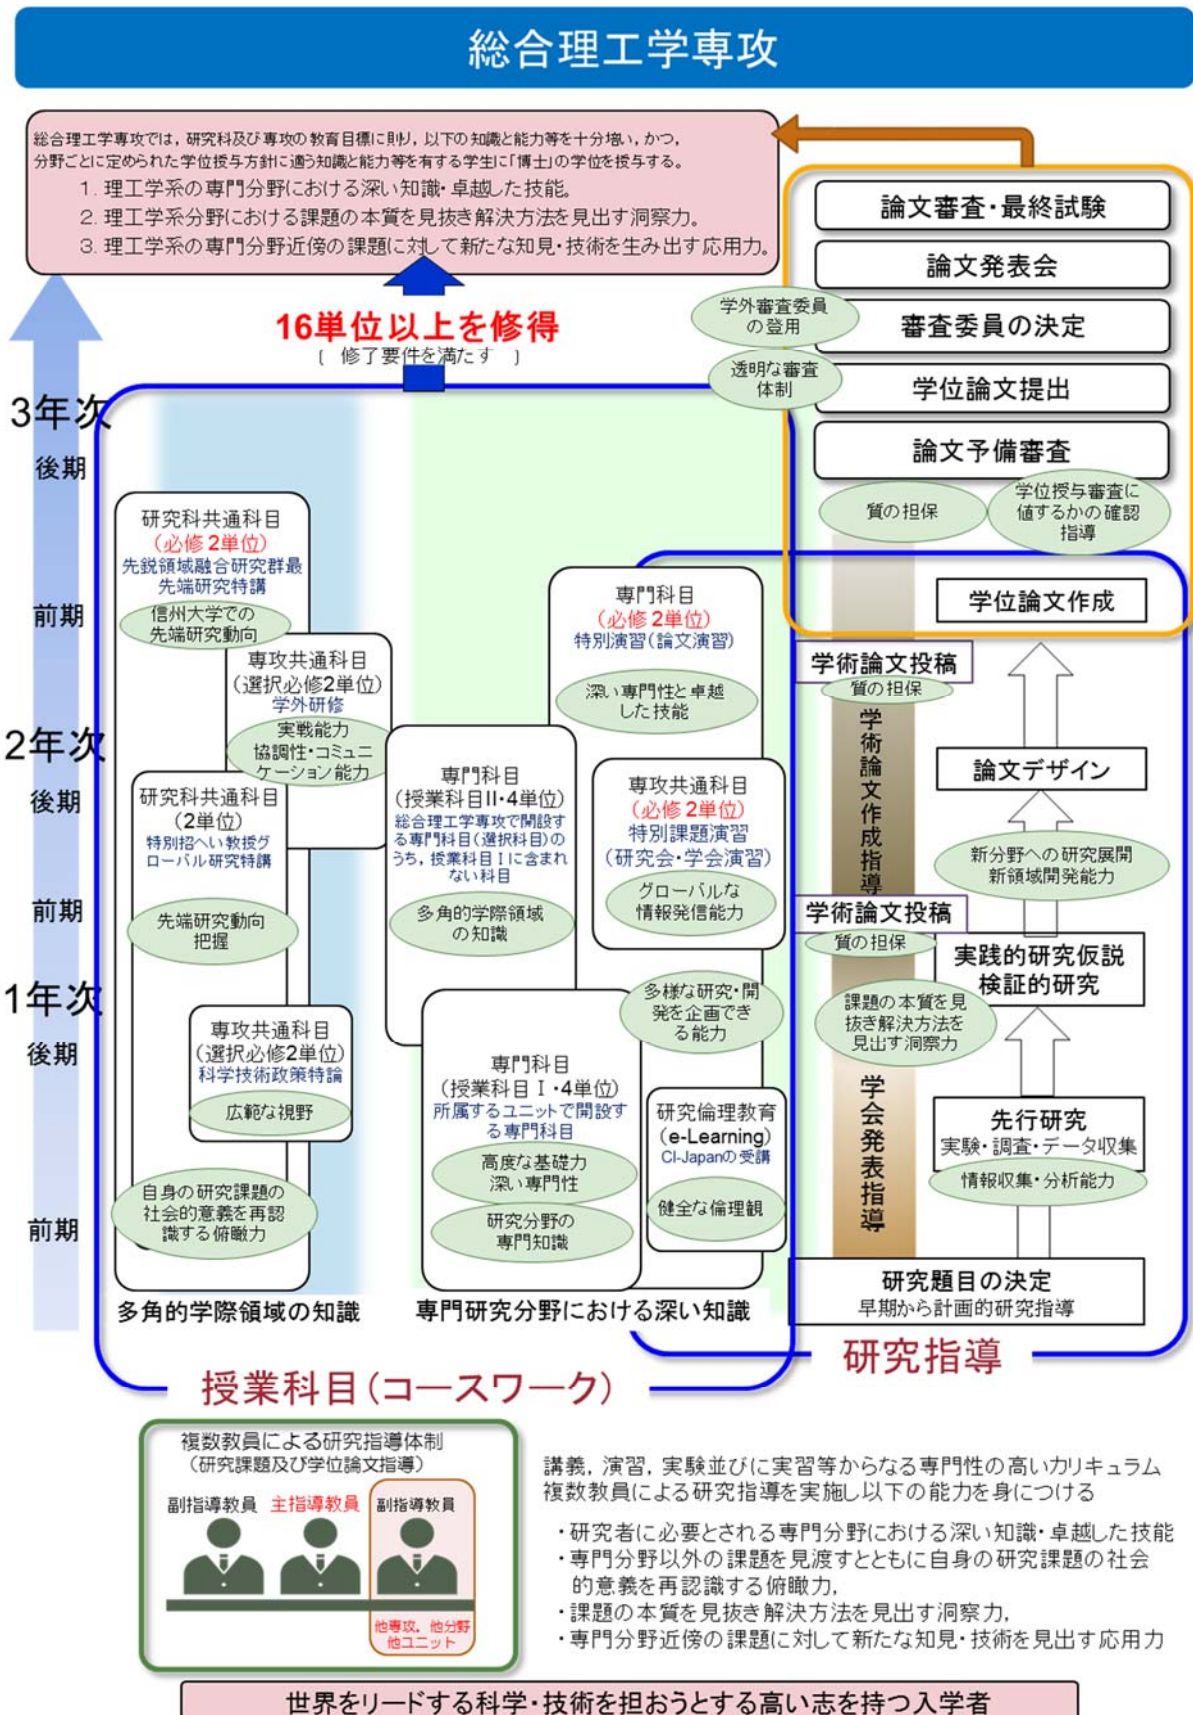 総合理工学専攻
総合理工学専攻では，研究科及び専攻の教育目標に則り，以下の知識と能力等を十分培い，かつ，
分野ごとに定められた学位授与方針に適う知識と能力等を有する学生に「博士」の学位を授与する。
1. 理工学系の専門分野における深い知識・卓越した技能。
2. 理工学系分野における課題の本質を見抜き解決方法を見出す洞察力。
3. 理工学系の専門分野近傍の課題に対して新たな知見・技術を生み出す応用力。
16単位以上を修得
［ 修了要件を満たす ］
論文審査・最終試験
論文発表会
学外審査委員
の登用
審査委員の決定
透明な審査
体制
学位論文提出
論文予備審査
質の担保
学位授与審査に
値するかの確認
指導
3年次
後期
前期
2年次
後期
前期
1年次
後期
前期
研究科共通科目
(必修 2単位)
先鋭領域融合研究群最
先端研究特講
信州大学での
先端研究動向
専攻共通科目
(選択必修2単位)
学外研修
実戦能力
協調性・コミュニ
ケーション能力
研究科共通科目
(2単位)
特別招へい教授グ
ローバル研究特講
先端研究動向
把握
専攻共通科目
(選択必修2単位)
科学技術政策特論
広範な視野
自身の研究課題の
社会的意義を再認
識する俯瞰力
多角的学際領域の知識
専門科目
(必修 2単位)
特別演習(論文演習)
深い専門性と卓越
した技能
専門科目
(授業科目II・4単位)
総合理工学専攻で開設す
る専門科目(選択科目)の
うち，授業科目Ⅰに含まれ
ない科目
多角的学際領域
の知識
専攻共通科目
(必修 2単位)
特別課題演習
(研究会・学会演習)
グローバルな
情報発信能力
多様な研究・開
発を企画でき
る能力
専門科目
(授業科目Ⅰ・4単位)
所属するユニットで開設す
る専門科目
高度な基礎力
深い専門性
研究分野の
専門知識
研究倫理教育
(e-Learning)
CI-Japanの受講
健全な倫理観
専門研究分野における深い知識
学位論文作成
学術論文投稿
質の担保
学術論文作成指導
論文デザイン
新分野への研究展開
新領域開発能力
学術論文投稿
質の担保
実践的研究仮説
検証的研究
課題の本質を見
抜き解決方法を
見出す洞察力
学会発表指導
先行研究
実験・調査・データ収集
情報収集・分析能力
研究題目の決定
早期から計画的研究指導
研究指導
授業科目(コースワーク)
複数教員による研究指導体制
(研究課題及び学位論文指導)
副指導教員 主指導教員 副指導教員
他専攻，他分野
他ユニット
講義，演習，実験並びに実習等からなる専門性の高いカリキュラム
複数教員による研究指導を実施し以下の能力を身につける
・研究者に必要とされる専門分野における深い知識・卓越した技能
・専門分野以外の課題を見渡すとともに自身の研究課題の社会
的意義を再認識する俯瞰力，
・課題の本質を見抜き解決方法を見出す洞察力，
・専門分野近傍の課題に対して新たな知見・技術を見出す応用力
世界をリードする科学・技術を担おうとする高い志を持つ入学者